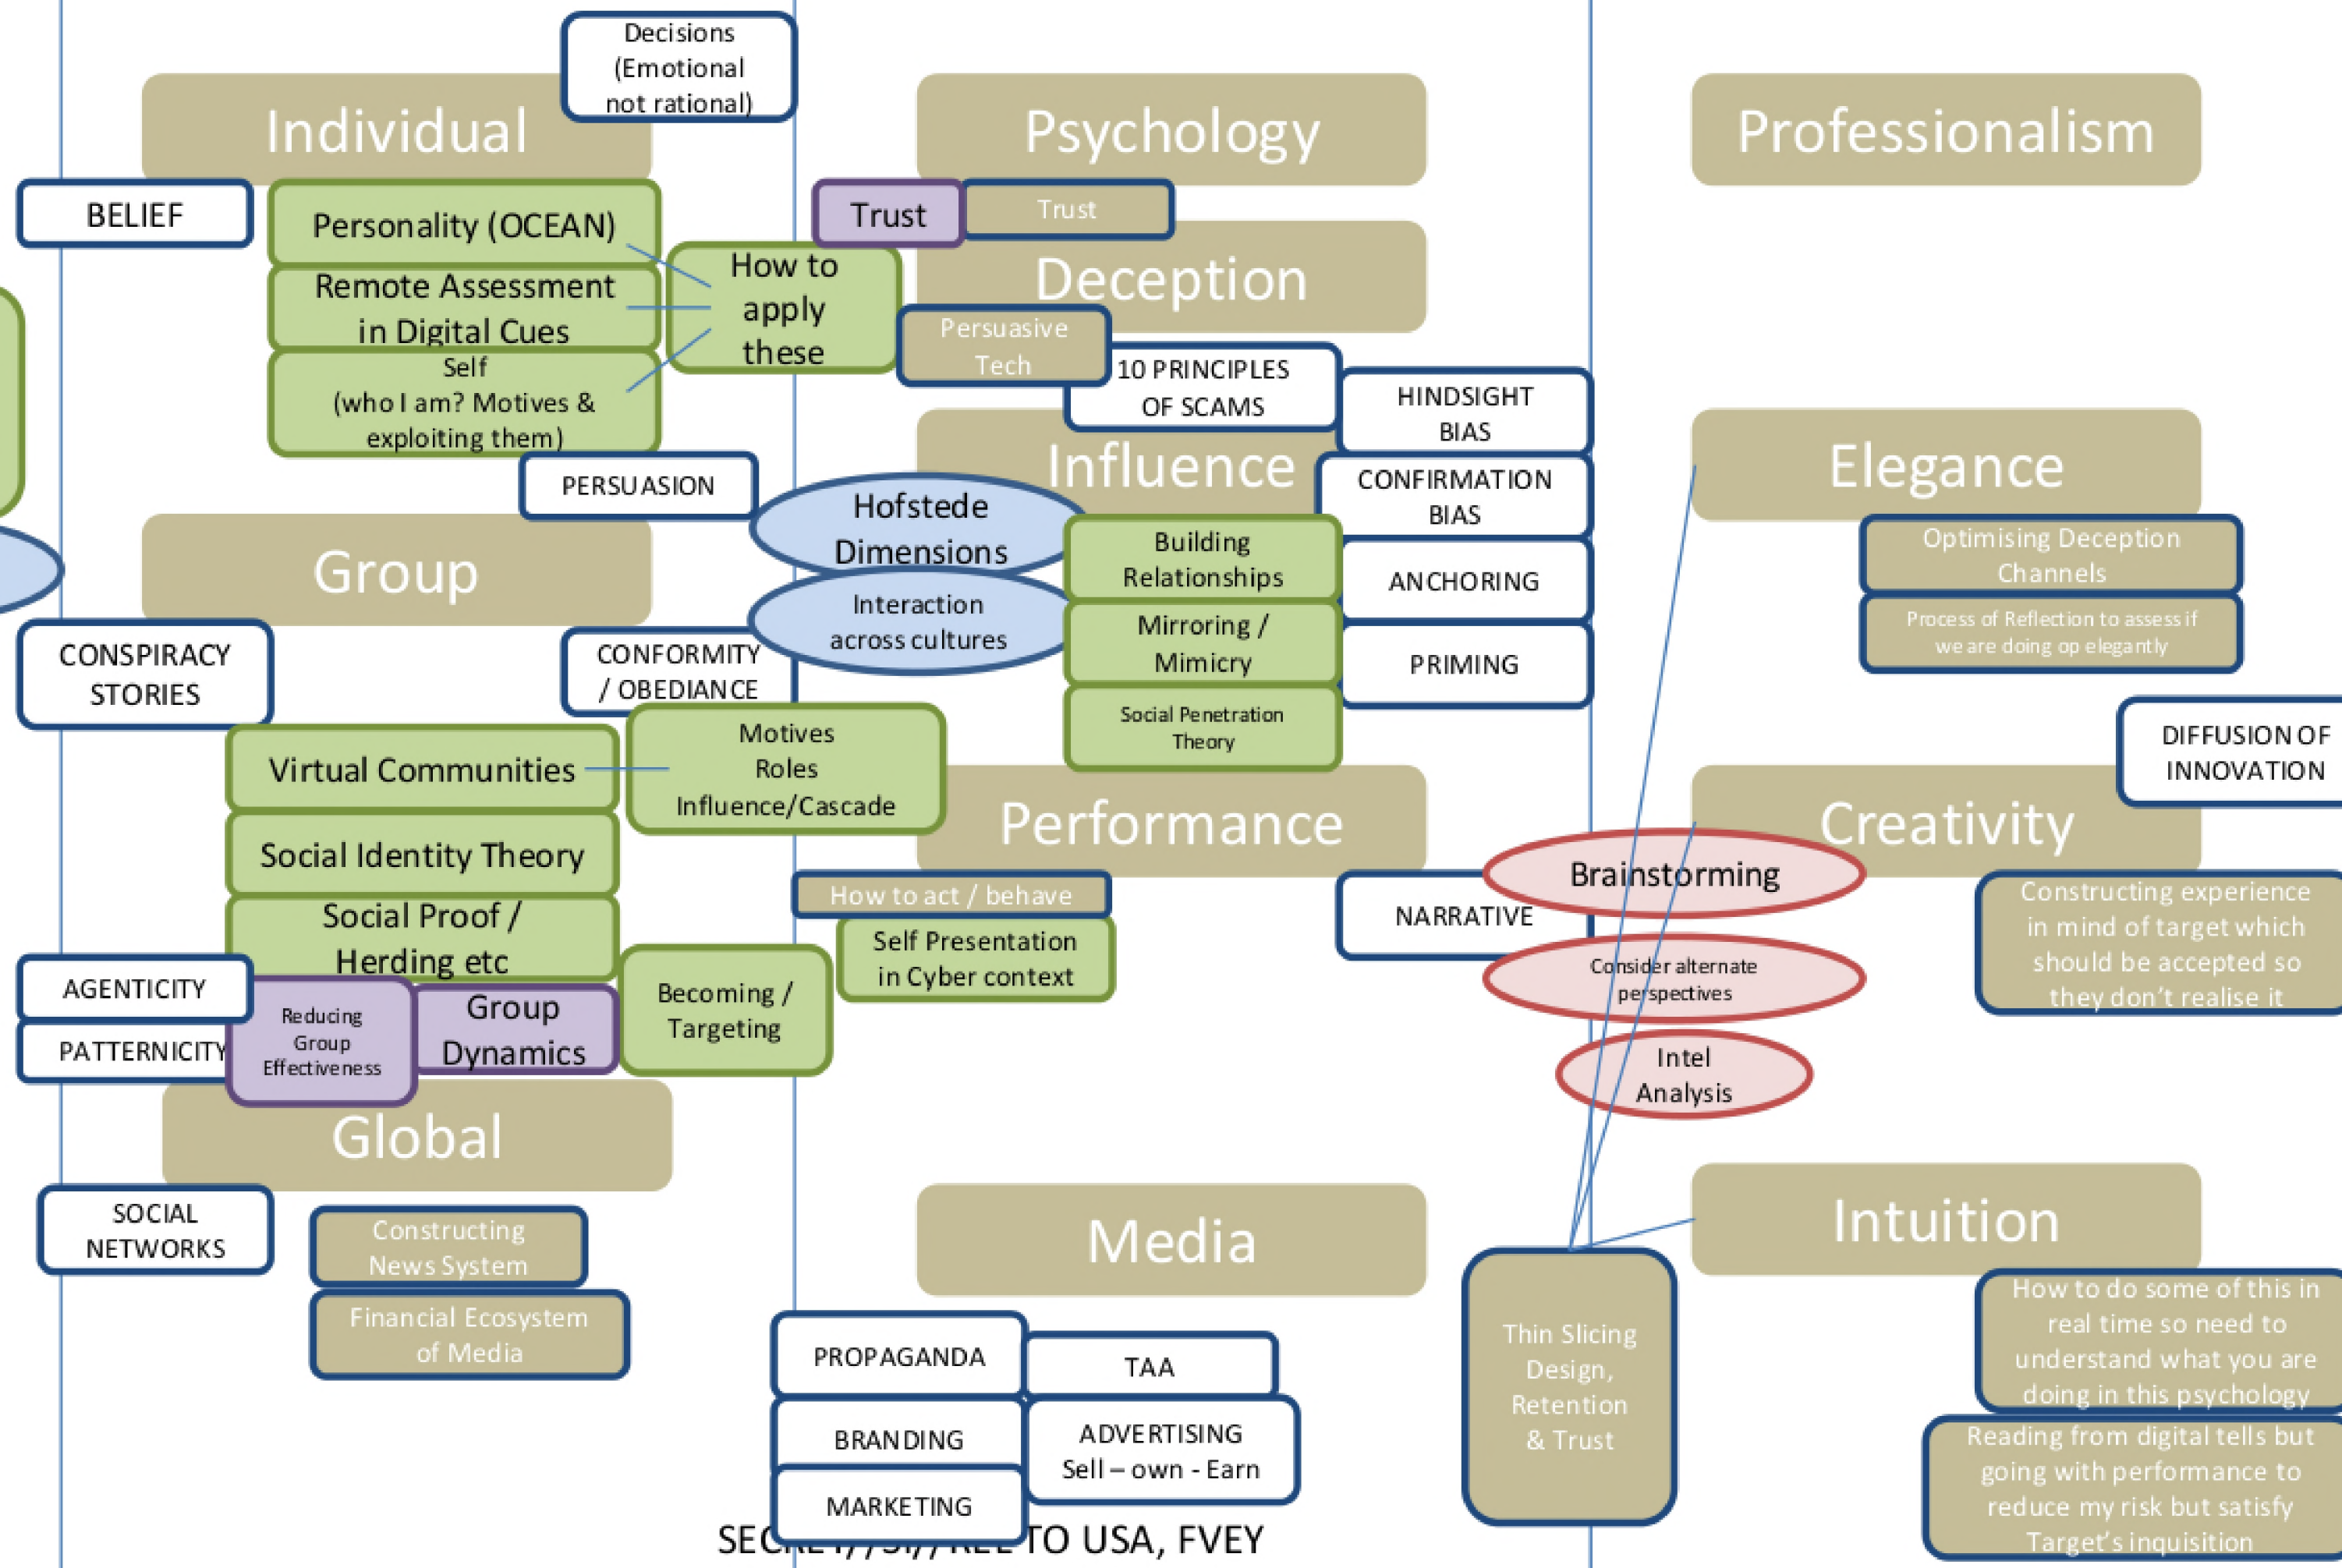 Decisions
(Emotional
not rational)
Individual
BELIEF
Personality (OCEAN)
Remote Assessment
in Digital Cues
Self
(who I am? Motives &
exploiting them)
How to
apply
these
PERSUASION
Group
CONSPIRACY
STORIES
CONFORMITY
/ OBEDIANCE
Virtual Communities
Motives
Roles
Influence/Cascade
Social Identity Theory
Social Proof /
Herding etc
AGENTICITY
PATTERNICITY
Reducing
Group
Effectiveness
Group
Dynamics
Becoming /
Targeting
Global
SOCIAL
NETWORKS
Constructing
News System
Financial Ecosystem
of Media
Psychology
Trust
Trust
Deception
Persuasive
Tech
10 PRINCIPLES
OF SCAMS
HINDSIGHT
BIAS
Influence
CONFIRMATION
BIAS
Hofstede
Dimensions
Interaction
across cultures
Building
Relationships
ANCHORING
Mirroring /
Mimicry
PRIMING
Social Penetration
Theory
Performance
How to act / behave
Self Presentation
in Cyber context
NARRATIVE
Brainstorming
Consider alternate
perspectives
Intel
Analysis
Media
PROPAGANDA
TAA
BRANDING
ADVERTISING
Sell – own - Earn
MARKETING
Professionalism
Elegance
Optimising Deception
Channels
Process of Reflection to assess if
we are doing op elegantly
DIFFUSION OF
INNOVATION
Creativity
Constructing experience
in mind of target which
should be accepted so
they don't realise it
Intuition
Thin Slicing
Design,
Retention
& Trust
How to do some of this in
real time so need to
understand what you are
doing in this psychology
Reading from digital tells but
going with performance to
reduce my risk but satisfy
Target's inquisition
SECRET//SI//REL TO USA, FVEY